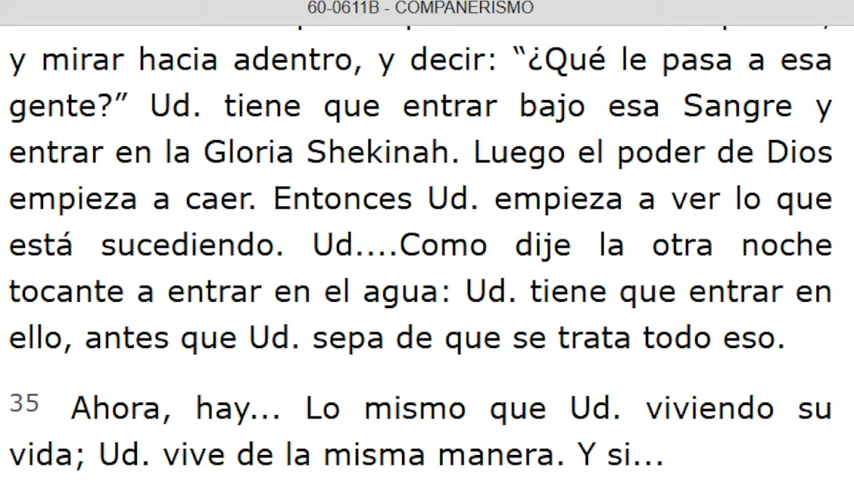 60-0611B - COMPAÑERISMO
y mirar hacia adentro, y decir: “¿Qué le pasa a esa
gente?” Ud. tiene que entrar bajo esa Sangre y
entrar en la Gloria Shekinah. Luego el poder de Dios
empieza a caer. Entonces Ud. empieza a ver lo que
está sucediendo. Ud....Como dije la otra noche
tocante a entrar en el agua: Ud. tiene que entrar en
ello, antes que Ud. sepa de que se trata todo eso.
35 Ahora, hay... Lo mismo que Ud. viviendo su
vida; Ud. vive de la misma manera. Y si...